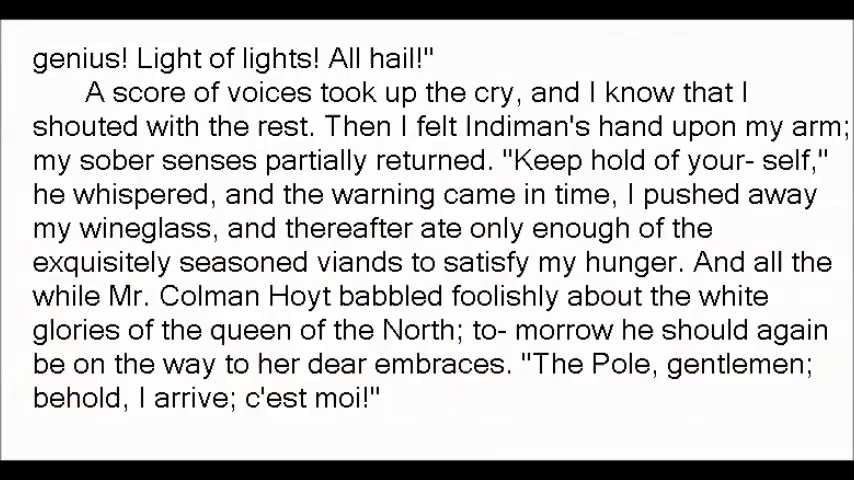 genius! Light of lights! All hail!"
A score of voices took up the cry, and I know that I
shouted with the rest. Then I felt Indiman's hand upon my arm;
my sober senses partially returned. "Keep hold of your- self,"
he whispered, and the warning came in time, I pushed away
my wineglass, and thereafter ate only enough of the
exquisitely seasoned viands to satisfy my hunger. And all the
while Mr. Colman Hoyt babbled foolishly about the white
glories of the queen of the North; to- morrow he should again
be on the way to her dear embraces. "The Pole, gentlemen;
behold, I arrive; c'est moi!"